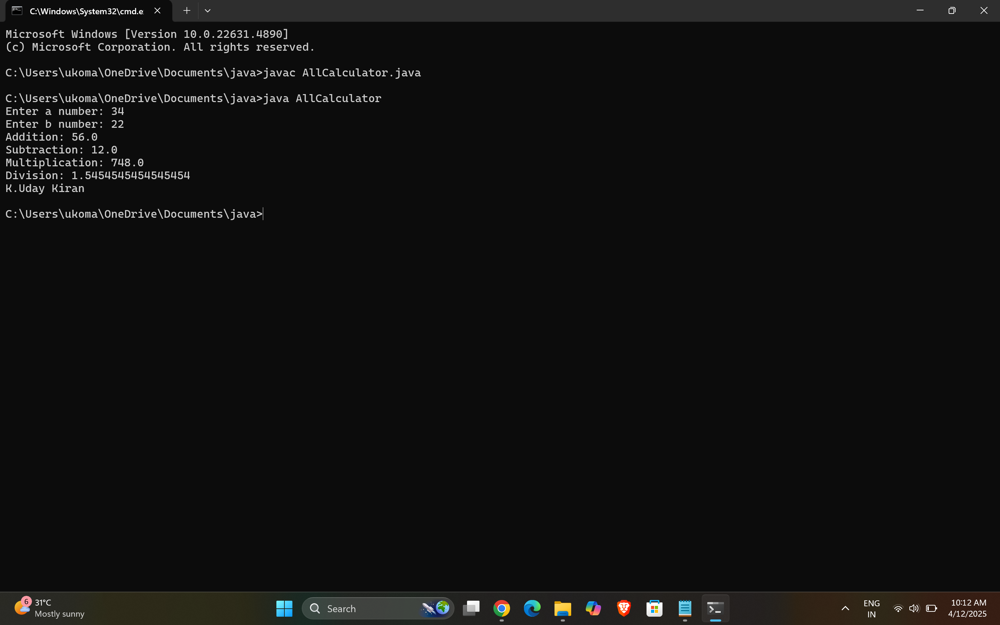 C:\Windows\System32\cmd.e
Microsoft Windows [Version 10.0.22631.4890]
(c) Microsoft Corporation. All rights reserved.
C:\Users\ukoma\OneDrive\Documents\java>javac AllCalculator.java
C:\Users\ukoma\OneDrive\Documents\java>java AllCalculator
Enter a number: 34
Enter b number: 22
Addition: 56.0
Subtraction: 12.0
Multiplication: 748.0
Division: 1.5454545454545454
K.Uday Kiran
C:\Users\ukoma\OneDrive\Documents\java>
6
31°C
Mostly sunny
Search
ENG
IN
10:12 AM
4/12/2025